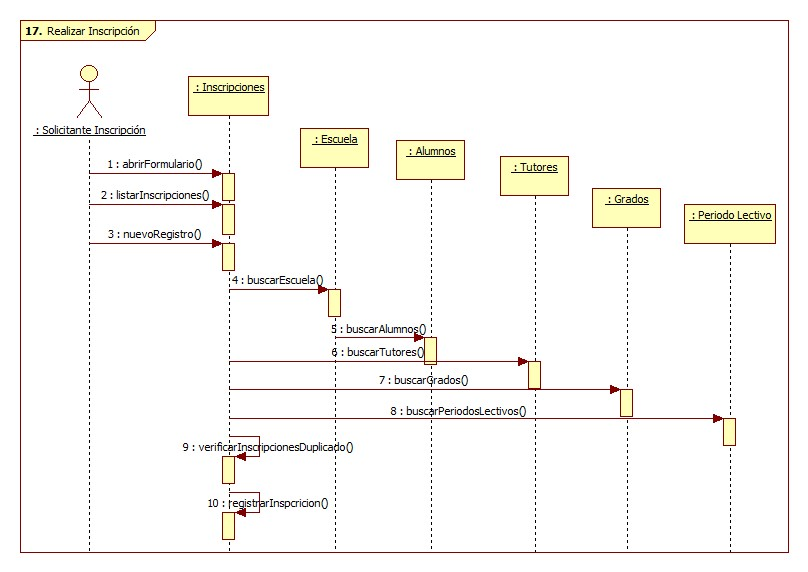 17. Realizar Inscripción
: Solicitante Inscripción
: Inscripciones
: Escuela
: Alumnos
: Tutores
: Grados
: Periodo Lectivo
1 : abrirFormulario()
2 : listarInscripciones()
3 : nuevoRegistro()
4 : buscarEscuela()
5 : buscarAlumnos()
6 : buscarTutores()
7 : buscarGrados()
8 : buscarPeriodosLectivos()
9 : verificarInscripcionesDuplicado()
10 : registrarInspcricion()